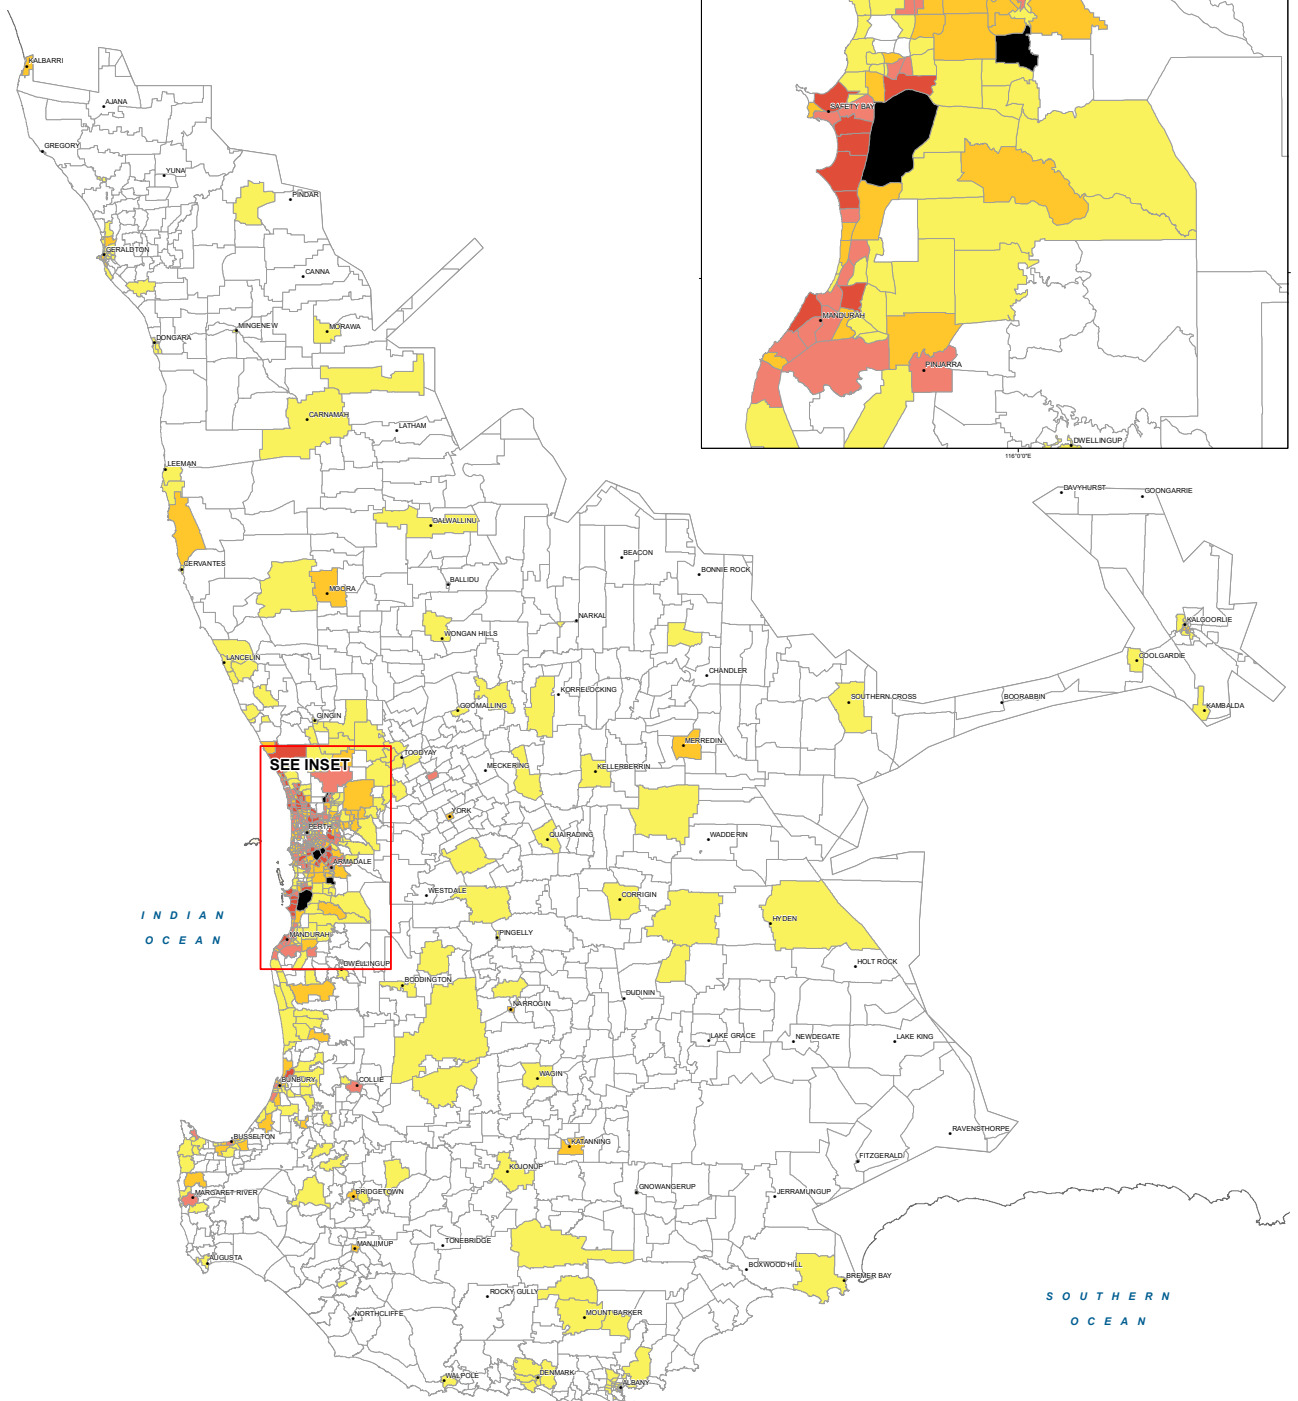 KALBARRI
AJANA
GREGORY
YUNA
PINDAR
GERALDTON
CANNA
MINGENEW
MORAWA
DONGARA
CARNAMAH
LATHAM
LEEMAN
DALWALLINU
CERVANTES
BEACON
BONNIE ROCK
BALLIDU
MOORA
NARKAL
WONGAN HILLS
LANCELIN
CHANDLER
KORRELOCKING
GOOMALLING
SOUTHERN CROSS
BOORABBIN
GINGIN
MERREDIN
TOODYAY
MECKERING
KELLERBERRIN
SEE INSET
YORK
PERTH
QUAIRADING
WADDERIN
ARMADALE
WESTDALE
CORRIGIN
HYDEN
INDIAN
OCEAN
MANDURAH
PINGELLY
DWELLINGUP
HOLT ROCK
BODDINGTON
DUDININ
NARROGIN
LAKE GRACE
NEWDEGATE
LAKE KING
BUNBURY
COLLIE
WAGIN
RAVENSTHORPE
BUSSELTON
KATANNING
FITZGERALD
KOJONUP
MARGARET RIVER
BRIDGETOWN
GNOWANGERUP
JERRAMUNGUP
MANJIMUP
TONEBRIDGE
AUGUSTA
BOXWOOD HILL
BREMER BAY
ROCKY GULLY
SOUTHERN
OCEAN
NORTHCLIFFE
MOUNT BARKER
WALPOLE
DENMARK
ALBANY
DAVYHURST
GOONGARRIE
KALGOORLIE
COOLGARDIE
KAMBALDA
SAFETY BAY
MANDURAH
PINJARRA
DWELLINGUP
116°0'0"E